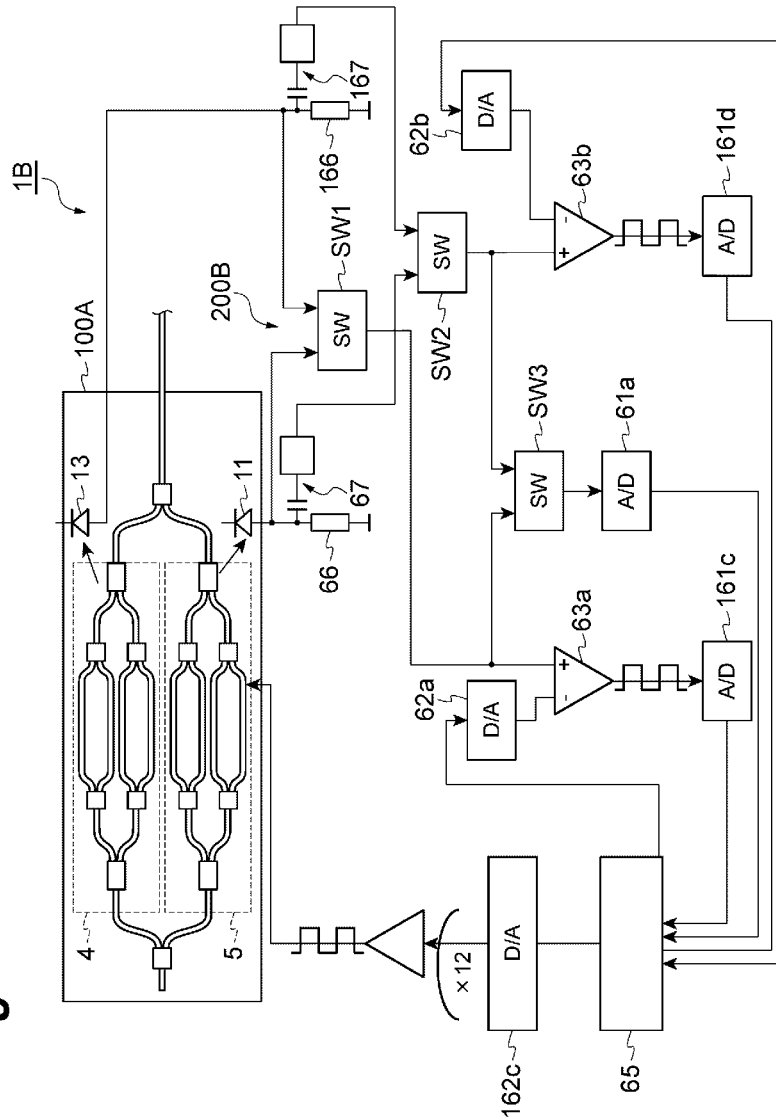 1B
100A
13
4
5
11
66
67
166
167
200B
SW1
SW
SW
SW2
SW3
SW
62b
D/A
63b
-
+
161d
A/D
61a
A/D
62a
D/A
63a
-
+
161c
A/D
×12
D/A
162c
65